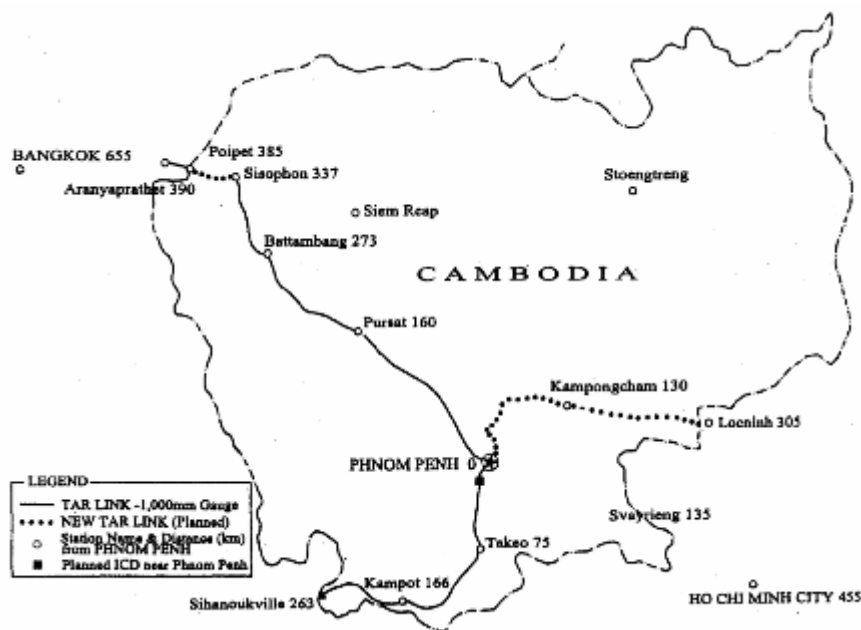 BANGKOK 655
Poipet 385
Aranyaprathet 390
Sisophon 337
Stoengtreng
Siem Reap
Battambang 273
CAMBODIA
Pursat 160
Kampongcham 130
Locninh 305
PHNOM PENH 0
LEGEND
TAR LINK -1,000mm Gauge
NEW TAR LINK (Planned)
Station Name & Distance (km)
from PHNOM PENH
Planned ICD near Phnom Penh
Svayrieng 135
Takeo 75
Kampot 166
Sihanoukville 263
HO CHI MINH CITY 455